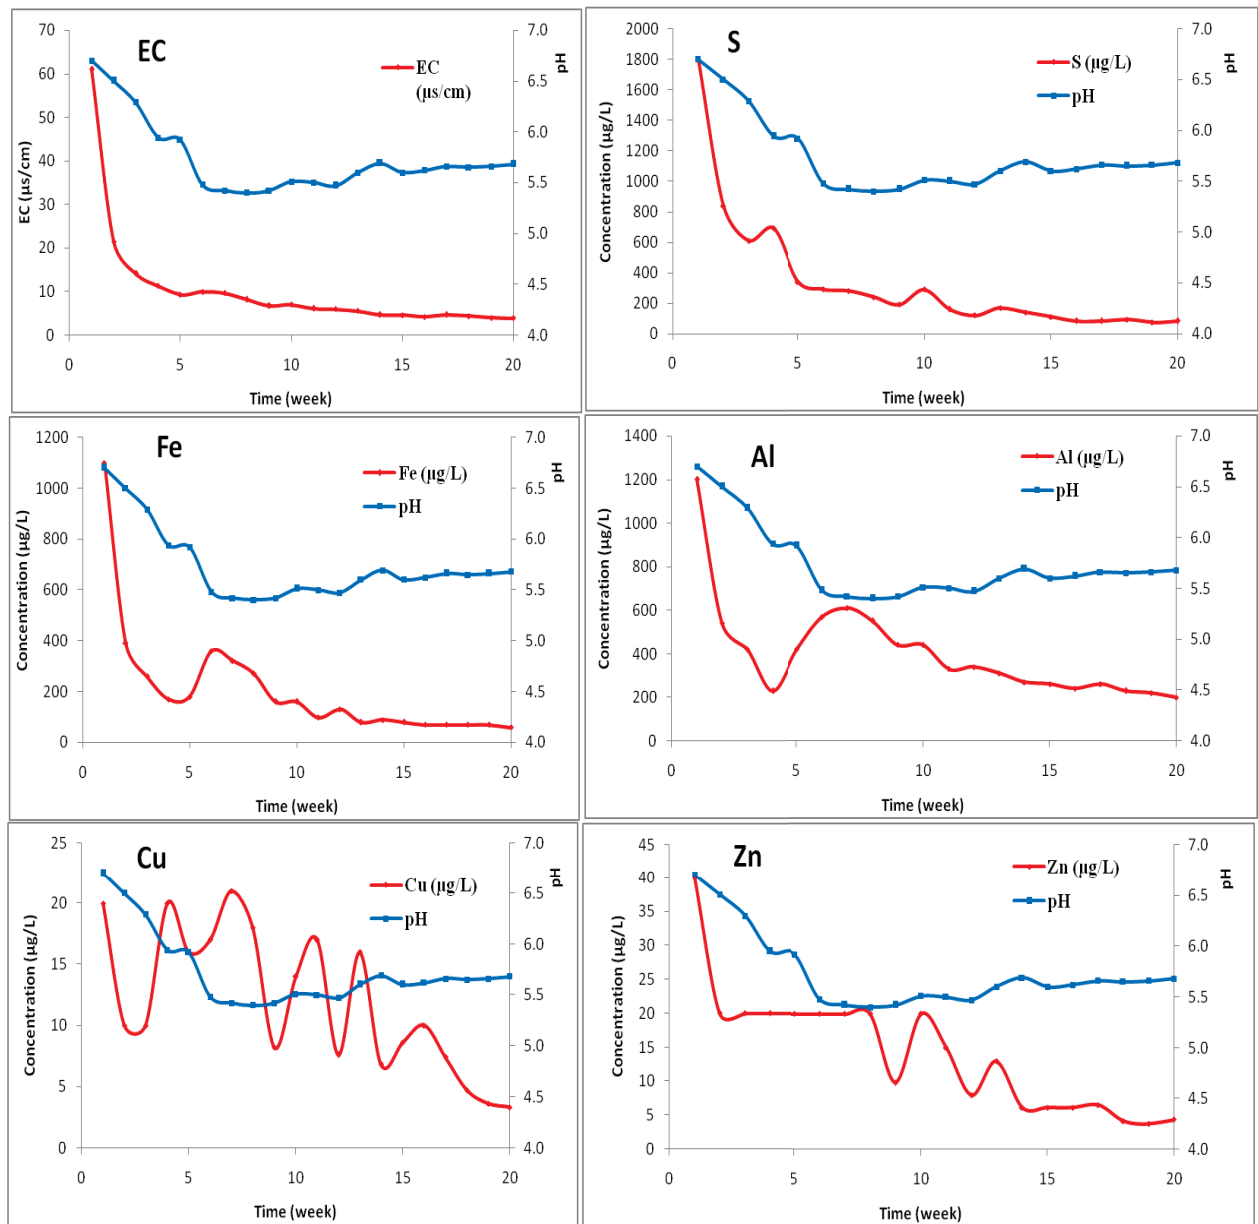 EC
70
60
50
40
30
20
10
0
EC (µs/cm)
7.0
6.5
6.0
5.5
5.0
4.5
4.0
pH
EC
(µs/cm)
pH
0 5 10 15 20
Time (week)
S
2000
1800
1600
1400
1200
1000
800
600
400
200
0
Concentration (µg/L)
7.0
6.5
6.0
5.5
5.0
4.5
4.0
pH
S (µg/L)
pH
0 5 10 15 20
Time (week)
Fe
1200
1000
800
600
400
200
0
Concentration (µg/L)
7.0
6.5
6.0
5.5
5.0
4.5
4.0
pH
Fe (µg/L)
pH
0 5 10 15 20
Time (week)
Al
1400
1200
1000
800
600
400
200
0
Concentration (µg/L)
7.0
6.5
6.0
5.5
5.0
4.5
4.0
pH
Al (µg/L)
pH
0 5 10 15 20
Time (week)
Cu
25
20
15
10
5
0
Concentration (µg/L)
7.0
6.5
6.0
5.5
5.0
4.5
4.0
pH
Cu (µg/L)
pH
0 5 10 15 20
Time (week)
Zn
45
40
35
30
25
20
15
10
5
0
Concentration (µg/L)
7.0
6.5
6.0
5.5
5.0
4.5
4.0
pH
Zn (µg/L)
pH
0 5 10 15 20
Time (week)